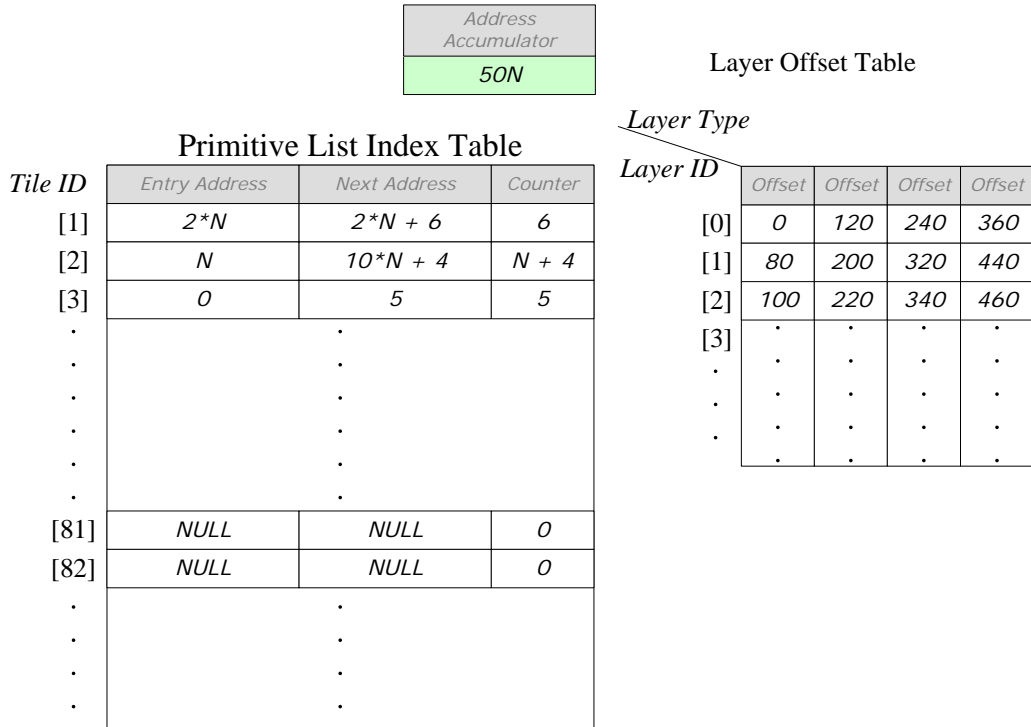 Address
Accumulator
50N
Layer Offset Table
Layer Type
Layer ID
Primitive List Index Table
Tile ID Entry Address Next Address Counter
[1] 2*N 2*N + 6 6
[2] N 10*N + 4 N + 4
[3] 0 5 5
[81] NULL NULL 0
[82] NULL NULL 0
Offset Offset Offset Offset
[0] 0 120 240 360
[1] 80 200 320 440
[2] 100 220 340 460
[3]